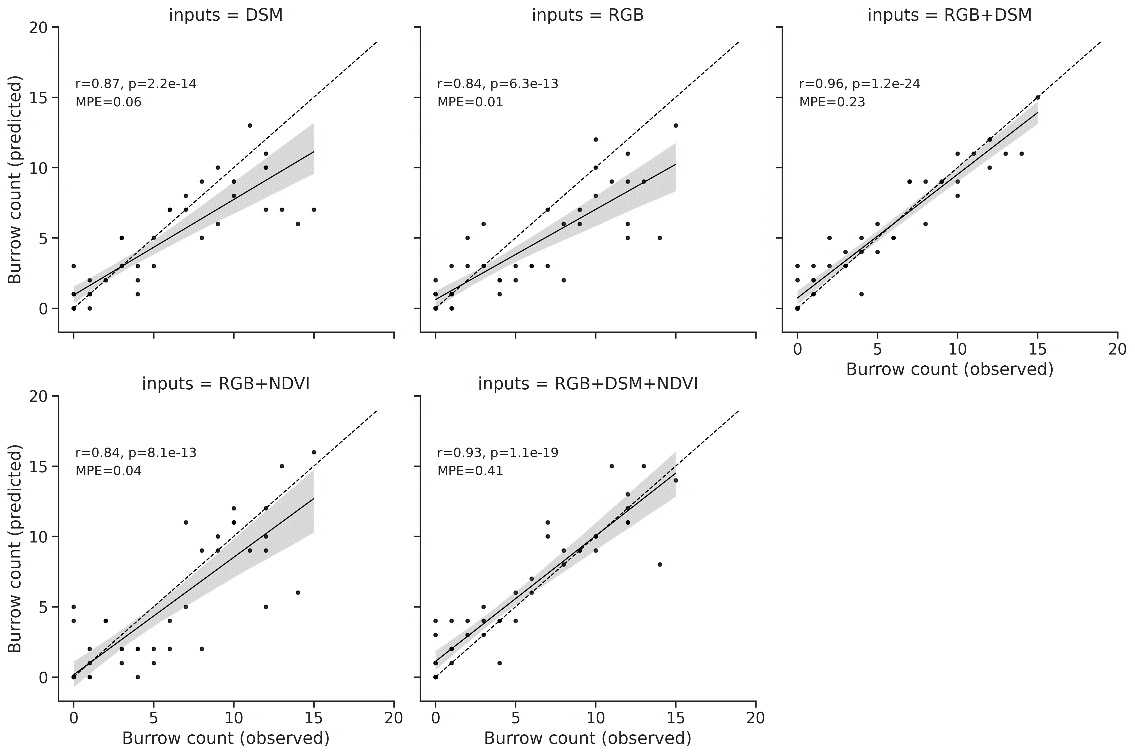 inputs = DSM
inputs = RGB
inputs = RGB+DSM
20
15
10
5
0
Burrow count (predicted)
r=0.87, p=2.2e-14
MPE=0.06
r=0.84, p=6.3e-13
MPE=0.01
r=0.96, p=1.2e-24
MPE=0.23
0 5 10 15 20
Burrow count (observed)
inputs = RGB+NDVI
inputs = RGB+DSM+NDVI
20
15
10
5
0
Burrow count (predicted)
r=0.84, p=8.1e-13
MPE=0.04
r=0.93, p=1.1e-19
MPE=0.41
0 5 10 15 20
Burrow count (observed)
0 5 10 15 20
Burrow count (observed)